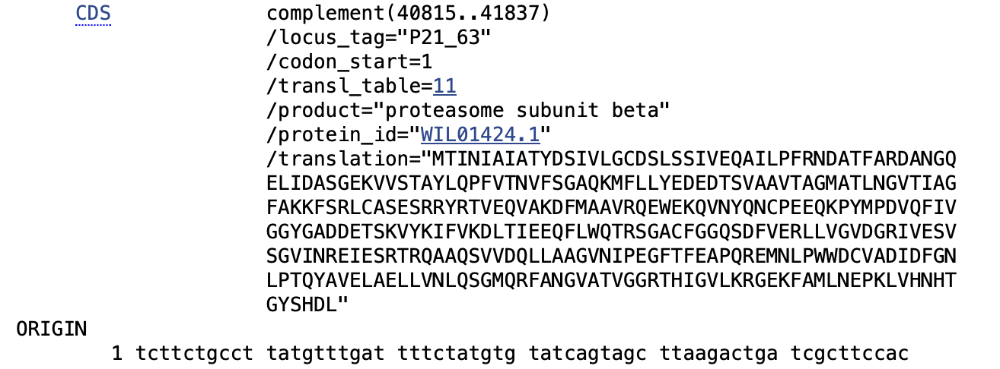 CDS complement(40815..41837)
/locus_tag="P21_63"
/codon_start=1
/transl_table=11
/product="proteasome subunit beta"
/protein_id="WIL01424.1"
/translation="MTINIAIATYDSIVLGCDSLSSIVEQAILPFRNDATFARDANGQ
ELIDASGEKVVSTAYLQPFVTNVFSGAQKMFLLYEDEDTSVAAVTAGMATLNGVTIAG
FAKKFSRLCASESRRYRTVEQVAKDFMAAVRQEWEKQVNYQNCPEEQKPYMPDVQFIV
GGYGADDETSKVYKIFVKDLTIEEQFLWQTRSGACFGGQSDFVERLLVGVDGRIVESV
SGVINREIESRTRQAAQSVVDQLLAAGVNIPEGFTFEAPQREMNLPWWDCVADIDFGN
LPTQYAVELAELLVNLQSGMQRFANGVATVGGRTHIGVLKRGEKFAMLNEPKLVHNHT
GYSHDL"
ORIGIN
1 tcttctgcct tatgtttgat tttctatgtg tatcagtagc ttaagactga tcgcttccac